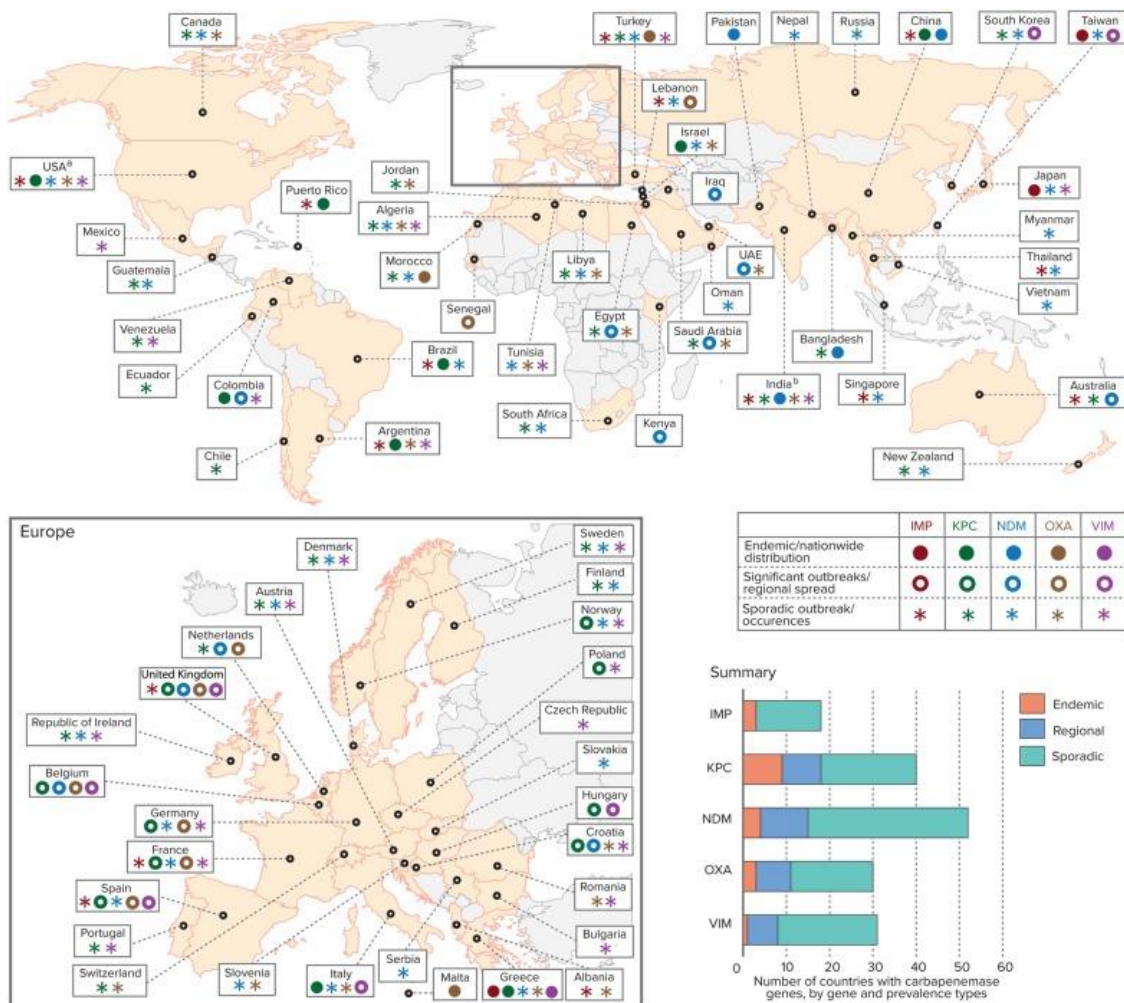 Canada
Turkey
Pakistan
Nepal
Russia
China
South Korea
Taiwan
Lebanon
Israel
USAa
Puerto Rico
Jordan
Iraq
Japan
Algeria
Mexico
Myanmar
Guatemala
Morocco
Libya
UAE
Thailand
Senegal
Oman
Vietnam
Venezuela
Egypt
Saudi Arabia
Bangladesh
Ecuador
Colombia
Brazil
Tunisia
Indiab
Singapore
Australia
South Africa
Kenya
Argentina
Chile
New Zealand
Europe
Sweden
Denmark
Finland
Austria
Norway
Netherlands
Poland
United Kingdom
Czech Republic
Republic of Ireland
Slovakia
Belgium
Hungary
Germany
Croatia
France
Romania
Spain
Bulgaria
Portugal
Switzerland
Slovenia
Italy
Serbia
Malta
Greece
Albania
IMP KPC NDM OXA VIM
Endemic/nationwide
distribution
Significant outbreaks/
regional spread
Sporadic outbreak/
occurences
Summary
IMP
KPC
NDM
OXA
VIM
Endemic
Regional
Sporadic
0 10 20 30 40 50 60
Number of countries with carbapenemase
genes, by gene and prevalence types